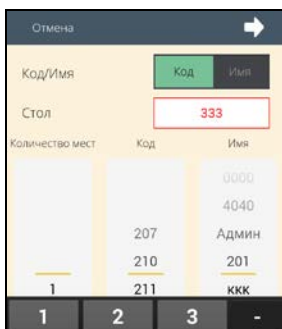 Отмена
Код/Имя Код Имя
Стол 333
Количество мест Код Имя
0000
4040
207 Админ
210 201
1 211 ккк
1 2 3 -